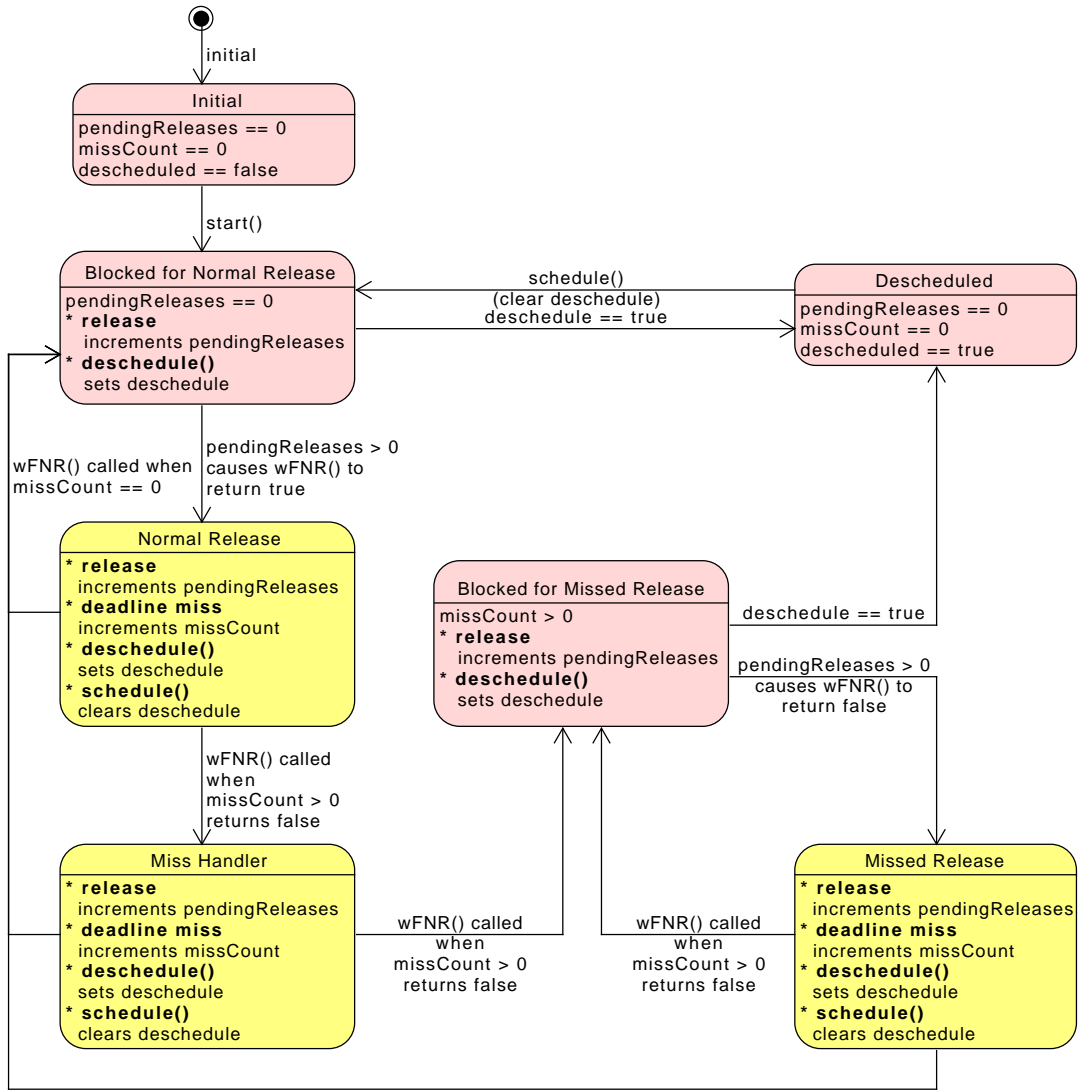 initial
Initial
pendingReleases == 0
missCount == 0
descheduled == false
start()
Blocked for Normal Release
pendingReleases == 0
* release
increments pendingReleases
* deschedule()
sets deschedule
schedule()
(clear deschedule)
deschedule == true
Descheduled
pendingReleases == 0
missCount == 0
descheduled == true
wFNR() called when
missCount == 0
pendingReleases > 0
causes wFNR() to
return true
Normal Release
* release
increments pendingReleases
* deadline miss
increments missCount
* deschedule()
sets deschedule
* schedule()
clears deschedule
Blocked for Missed Release
missCount > 0
* release
increments pendingReleases
* deschedule()
sets deschedule
deschedule == true
pendingReleases > 0
causes wFNR() to
return false
wFNR() called
when
missCount > 0
returns false
Miss Handler
* release
increments pendingReleases
* deadline miss
increments missCount
* deschedule()
sets deschedule
* schedule()
clears deschedule
wFNR() called
when
missCount > 0
returns false
wFNR() called
when
missCount > 0
returns false
Missed Release
* release
increments pendingReleases
* deadline miss
increments missCount
* deschedule()
sets deschedule
* schedule()
clears deschedule